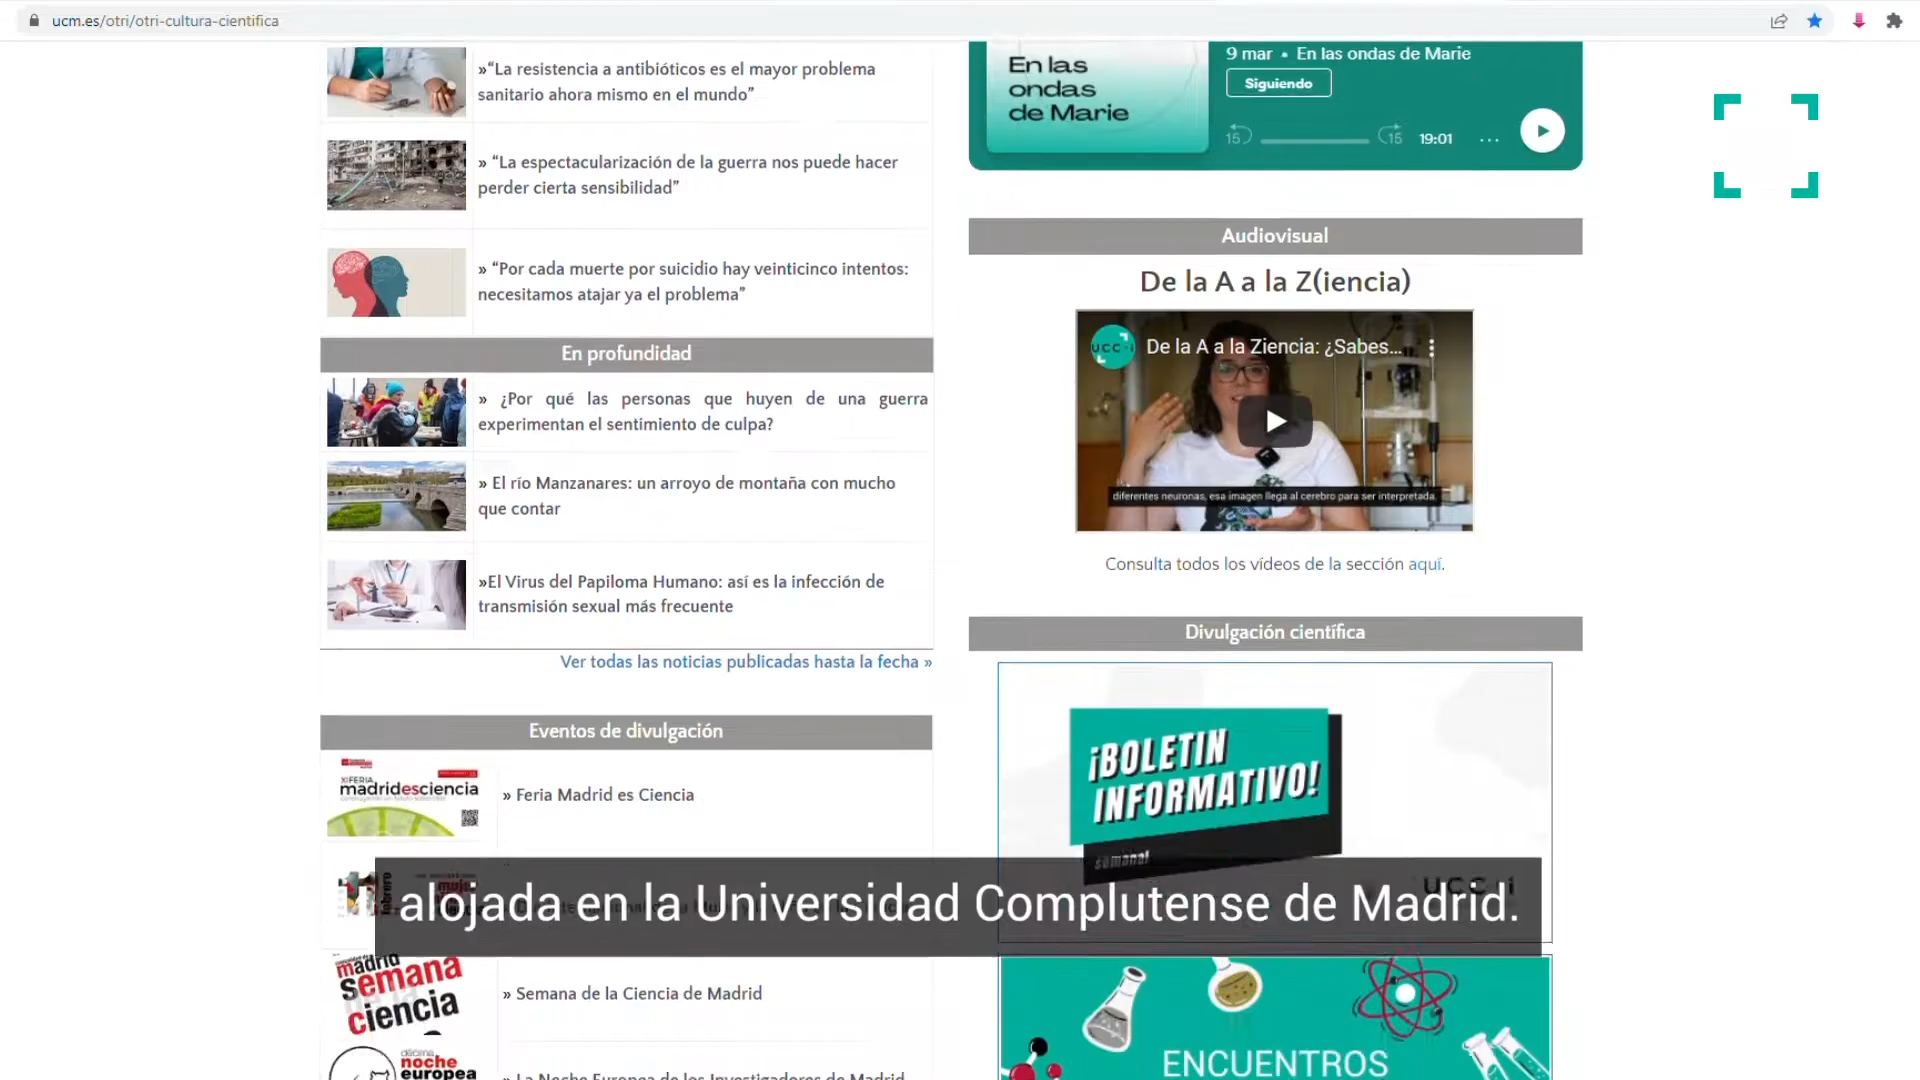 ucm.es/otri/otri-cultura-cientifica
»“La resistencia a antibióticos es el mayor problema
sanitario ahora mismo en el mundo”
» “La espectacularización de la guerra nos puede hacer
perder cierta sensibilidad”
» “Por cada muerte por suicidio hay veinticinco intentos:
necesitamos atajar ya el problema”
En profundidad
» ¿Por qué las personas que huyen de una guerra
experimentan el sentimiento de culpa?
» El río Manzanares: un arroyo de montaña con mucho
que contar
»El Virus del Papiloma Humano: así es la infección de
transmisión sexual más frecuente
Ver todas las noticias publicadas hasta la fecha »
Eventos de divulgación
XI FERIA
madridesciencia
» Feria Madrid es Ciencia
madrid
semana
ciencia
» Semana de la Ciencia de Madrid
noche
europea
» La Noche Europea de los Investigadores de Madrid
En las
ondas
de Marie
9 mar • En las ondas de Marie
Siguiendo
15
15
19:01
Audiovisual
De la A a la Z(iencia)
ucc+i
De la A a la Ziencia: ¿Sabes...
diferentes neuronas, esa imagen llega al cerebro para ser interpretada.
Consulta todos los vídeos de la sección aquí.
Divulgación científica
¡BOLETIN
INFORMATIVO!
semanal
ENCUENTROS
alojada en la Universidad Complutense de Madrid.